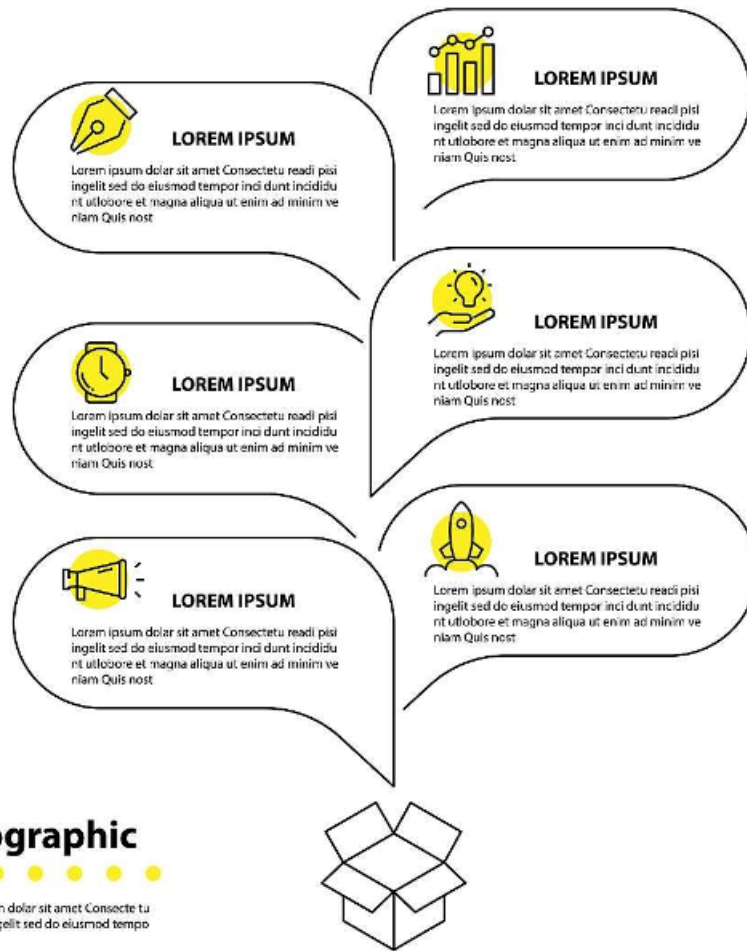 LOREM IPSUM
Lorem ipsum dolar sit amet Consectetu readi pisi
ingelit sed do eiusmod tempor inci dunt incididu
nt utlobore et magna aliqua ut enim ad minim ve
niam Quis nost
LOREM IPSUM
Lorem ipsum dolar sit amet Consectetu readi pisi
ingelit sed do eiusmod tempor inci dunt incididu
nt utlobore et magna aliqua ut enim ad minim ve
niam Quis nost
LOREM IPSUM
Lorem ipsum dolar sit amet Consectetu readi pisi
ingelit sed do eiusmod tempor inci dunt incididu
nt utlobore et magna aliqua ut enim ad minim ve
niam Quis nost
LOREM IPSUM
Lorem ipsum dolar sit amet Consectetu readi pisi
ingelit sed do eiusmod tempor inci dunt incididu
nt utlobore et magna aliqua ut enim ad minim ve
niam Quis nost
LOREM IPSUM
Lorem ipsum dolar sit amet Consectetu readi pisi
ingelit sed do eiusmod tempor inci dunt incididu
nt utlobore et magna aliqua ut enim ad minim ve
niam Quis nost
LOREM IPSUM
Lorem ipsum dolar sit amet Consectetu readi pisi
ingelit sed do eiusmod tempor inci dunt incididu
nt utlobore et magna aliqua ut enim ad minim ve
niam Quis nost
ographic
dolar sit amet Consecte tu
gelit sed do eiusmod tempo